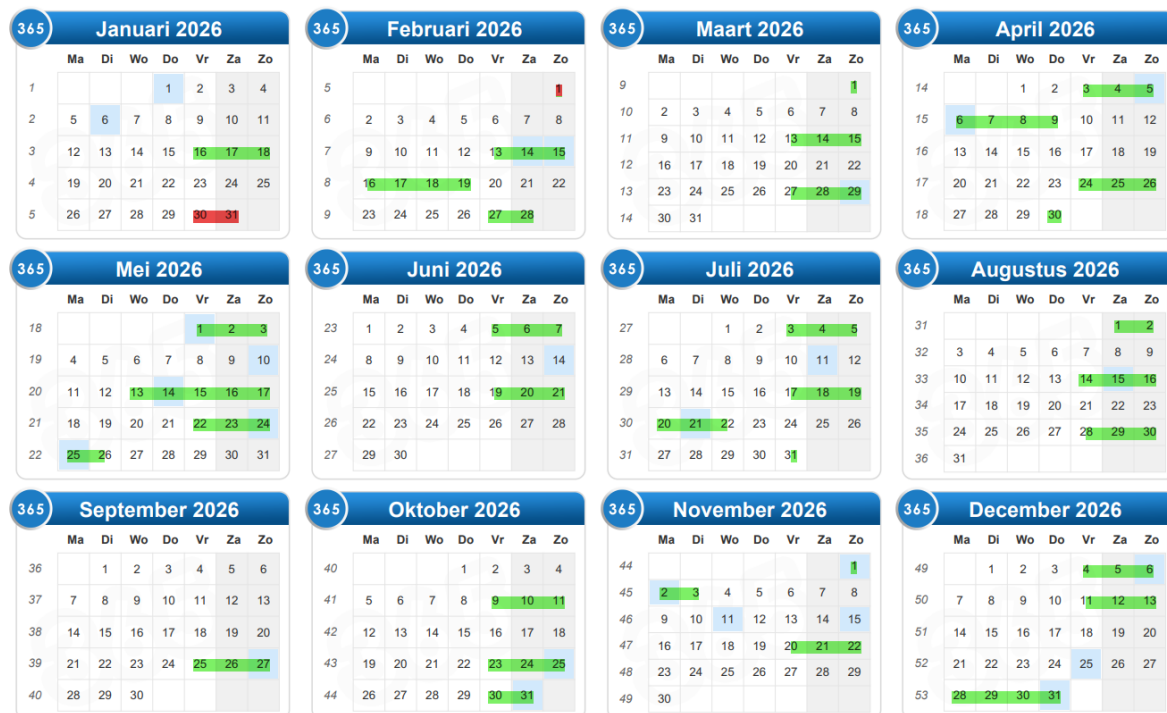 365 Januari 2026
Ma Di Wo Do Vr Za Zo
1 1 2 3 4
2 5 6 7 8 9 10 11
3 12 13 14 15 16 17 18
4 19 20 21 22 23 24 25
5 26 27 28 29 30 31
365 Februari 2026
Ma Di Wo Do Vr Za Zo
5 1
6 2 3 4 5 6 7 8
7 9 10 11 12 13 14 15
8 16 17 18 19 20 21 22
9 23 24 25 26 27 28
365 Maart 2026
Ma Di Wo Do Vr Za Zo
9 1
10 2 3 4 5 6 7 8
11 9 10 11 12 13 14 15
12 16 17 18 19 20 21 22
13 23 24 25 26 27 28 29
14 30 31
365 April 2026
Ma Di Wo Do Vr Za Zo
14 1 2 3 4 5
15 6 7 8 9 10 11 12
16 13 14 15 16 17 18 19
17 20 21 22 23 24 25 26
18 27 28 29 30
365 Mei 2026
Ma Di Wo Do Vr Za Zo
18 1 2 3
19 4 5 6 7 8 9 10
20 11 12 13 14 15 16 17
21 18 19 20 21 22 23 24
22 25 26 27 28 29 30 31
365 Juni 2026
Ma Di Wo Do Vr Za Zo
23 1 2 3 4 5 6 7
24 8 9 10 11 12 13 14
25 15 16 17 18 19 20 21
26 22 23 24 25 26 27 28
27 29 30
365 Juli 2026
Ma Di Wo Do Vr Za Zo
27 1 2 3 4 5
28 6 7 8 9 10 11 12
29 13 14 15 16 17 18 19
30 20 21 22 23 24 25 26
31 27 28 29 30 31
365 Augustus 2026
Ma Di Wo Do Vr Za Zo
31 1 2
32 3 4 5 6 7 8 9
33 10 11 12 13 14 15 16
34 17 18 19 20 21 22 23
35 24 25 26 27 28 29 30
36 31
365 September 2026
Ma Di Wo Do Vr Za Zo
36 1 2 3 4 5 6
37 7 8 9 10 11 12 13
38 14 15 16 17 18 19 20
39 21 22 23 24 25 26 27
40 28 29 30
365 Oktober 2026
Ma Di Wo Do Vr Za Zo
40 1 2 3 4
41 5 6 7 8 9 10 11
42 12 13 14 15 16 17 18
43 19 20 21 22 23 24 25
44 26 27 28 29 30 31
365 November 2026
Ma Di Wo Do Vr Za Zo
44 1
45 2 3 4 5 6 7 8
46 9 10 11 12 13 14 15
47 16 17 18 19 20 21 22
48 23 24 25 26 27 28 29
49 30
365 December 2026
Ma Di Wo Do Vr Za Zo
49 1 2 3 4 5 6
50 7 8 9 10 11 12 13
51 14 15 16 17 18 19 20
52 21 22 23 24 25 26 27
53 28 29 30 31